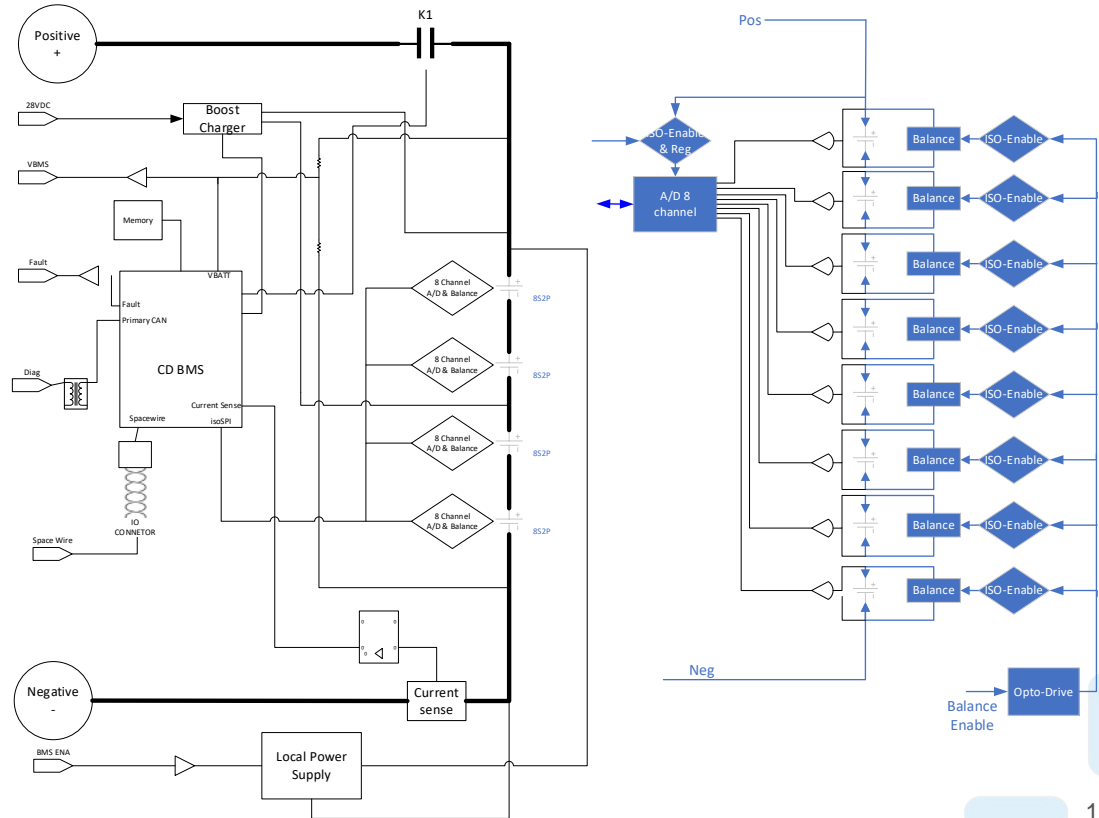 K1
Positive
+
28VDC
Boost
Charger
VBMS
Memory
Fault
VBATT
Fault
Primary CAN
CD BMS
Diag
Current Sense
isoSPI
Spacewire
IO
CONNETOR
Space Wire
8 Channel
A/D & Balance
8S2P
8 Channel
A/D & Balance
8S2P
8 Channel
A/D & Balance
8S2P
8 Channel
A/D & Balance
8S2P
Negative
-
Current
sense
BMS ENA
Local Power
Supply
Pos
ISO-Enable
& Reg.
A/D 8
channel
Balance
ISO-Enable
Balance
ISO-Enable
Balance
ISO-Enable
Balance
ISO-Enable
Balance
ISO-Enable
Balance
ISO-Enable
Balance
ISO-Enable
Balance
ISO-Enable
Neg
Opto-Drive
Balance
Enable
1